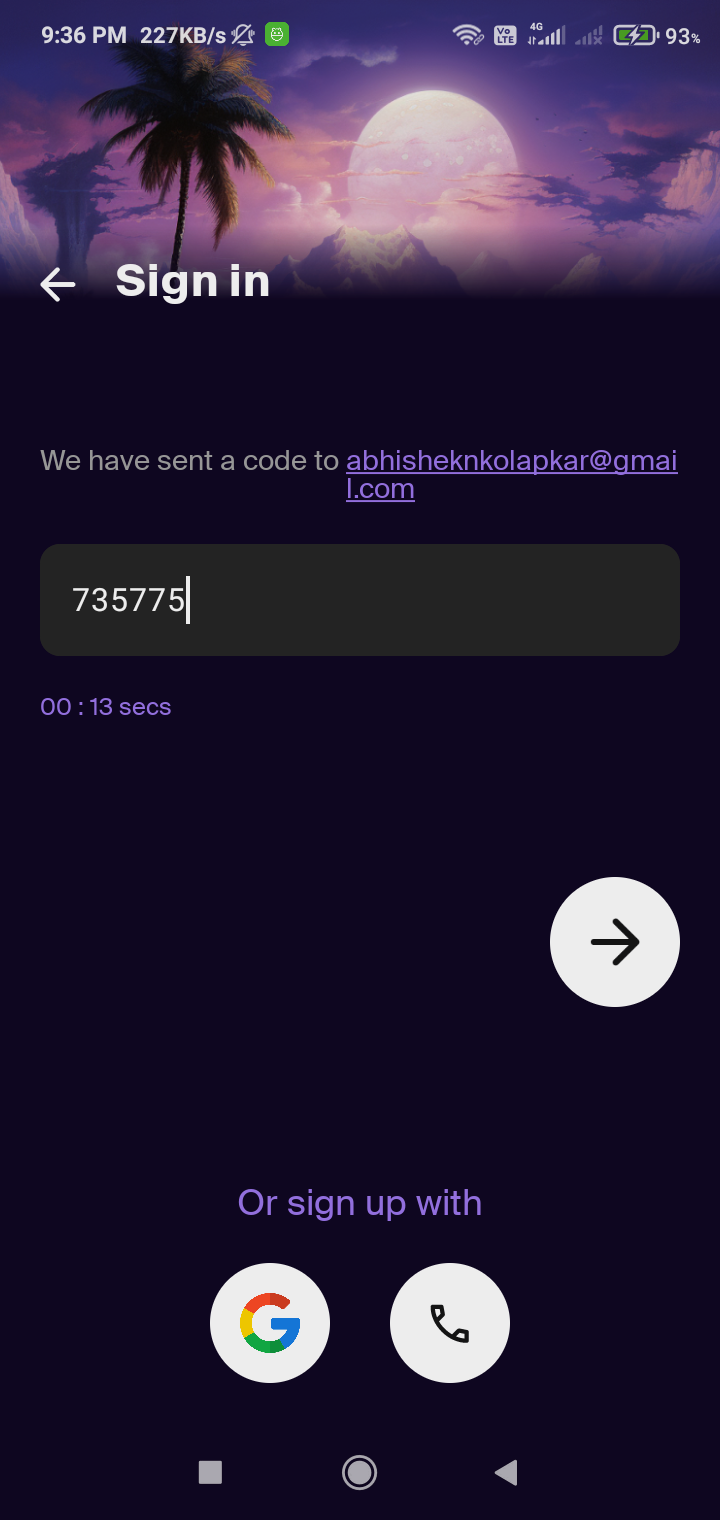 9:36 PM 227KB/s Vo LTE 4G 93%
Sign in
We have sent a code to abhisheknkolapkar@gmai
l.com
735775
00 : 13 secs
Or sign up with